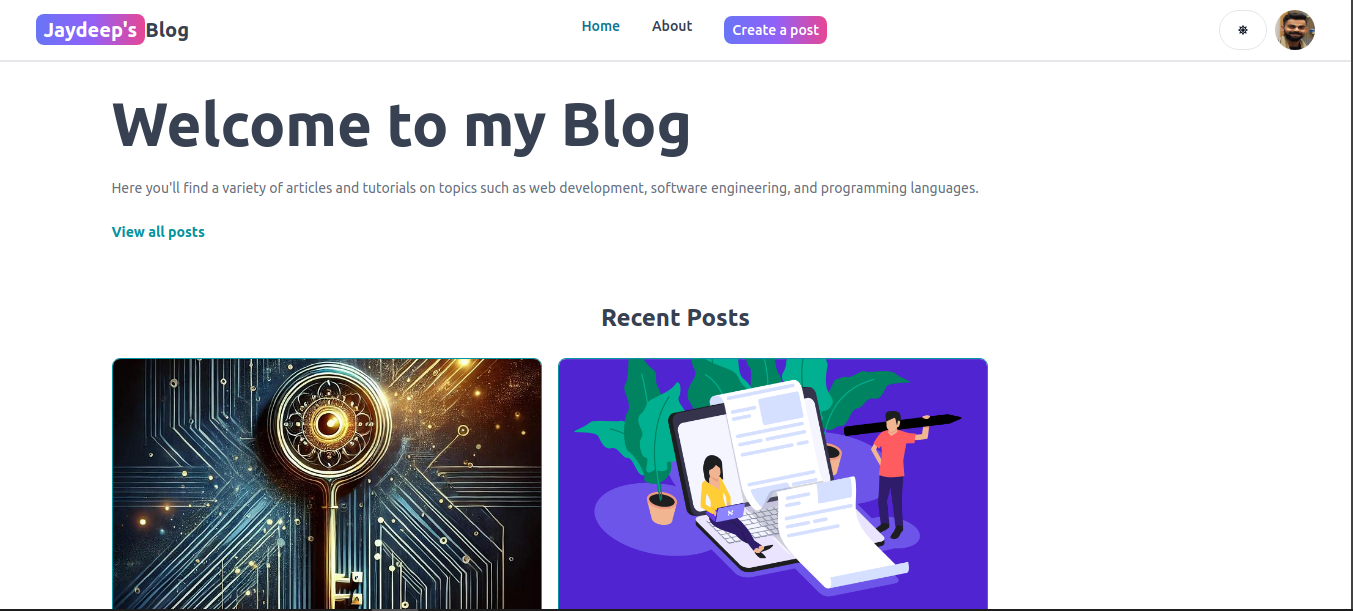 Jaydeep's Blog
Home About Create a post
Welcome to my Blog
Here you'll find a variety of articles and tutorials on topics such as web development, software engineering, and programming languages.
View all posts
Recent Posts
N